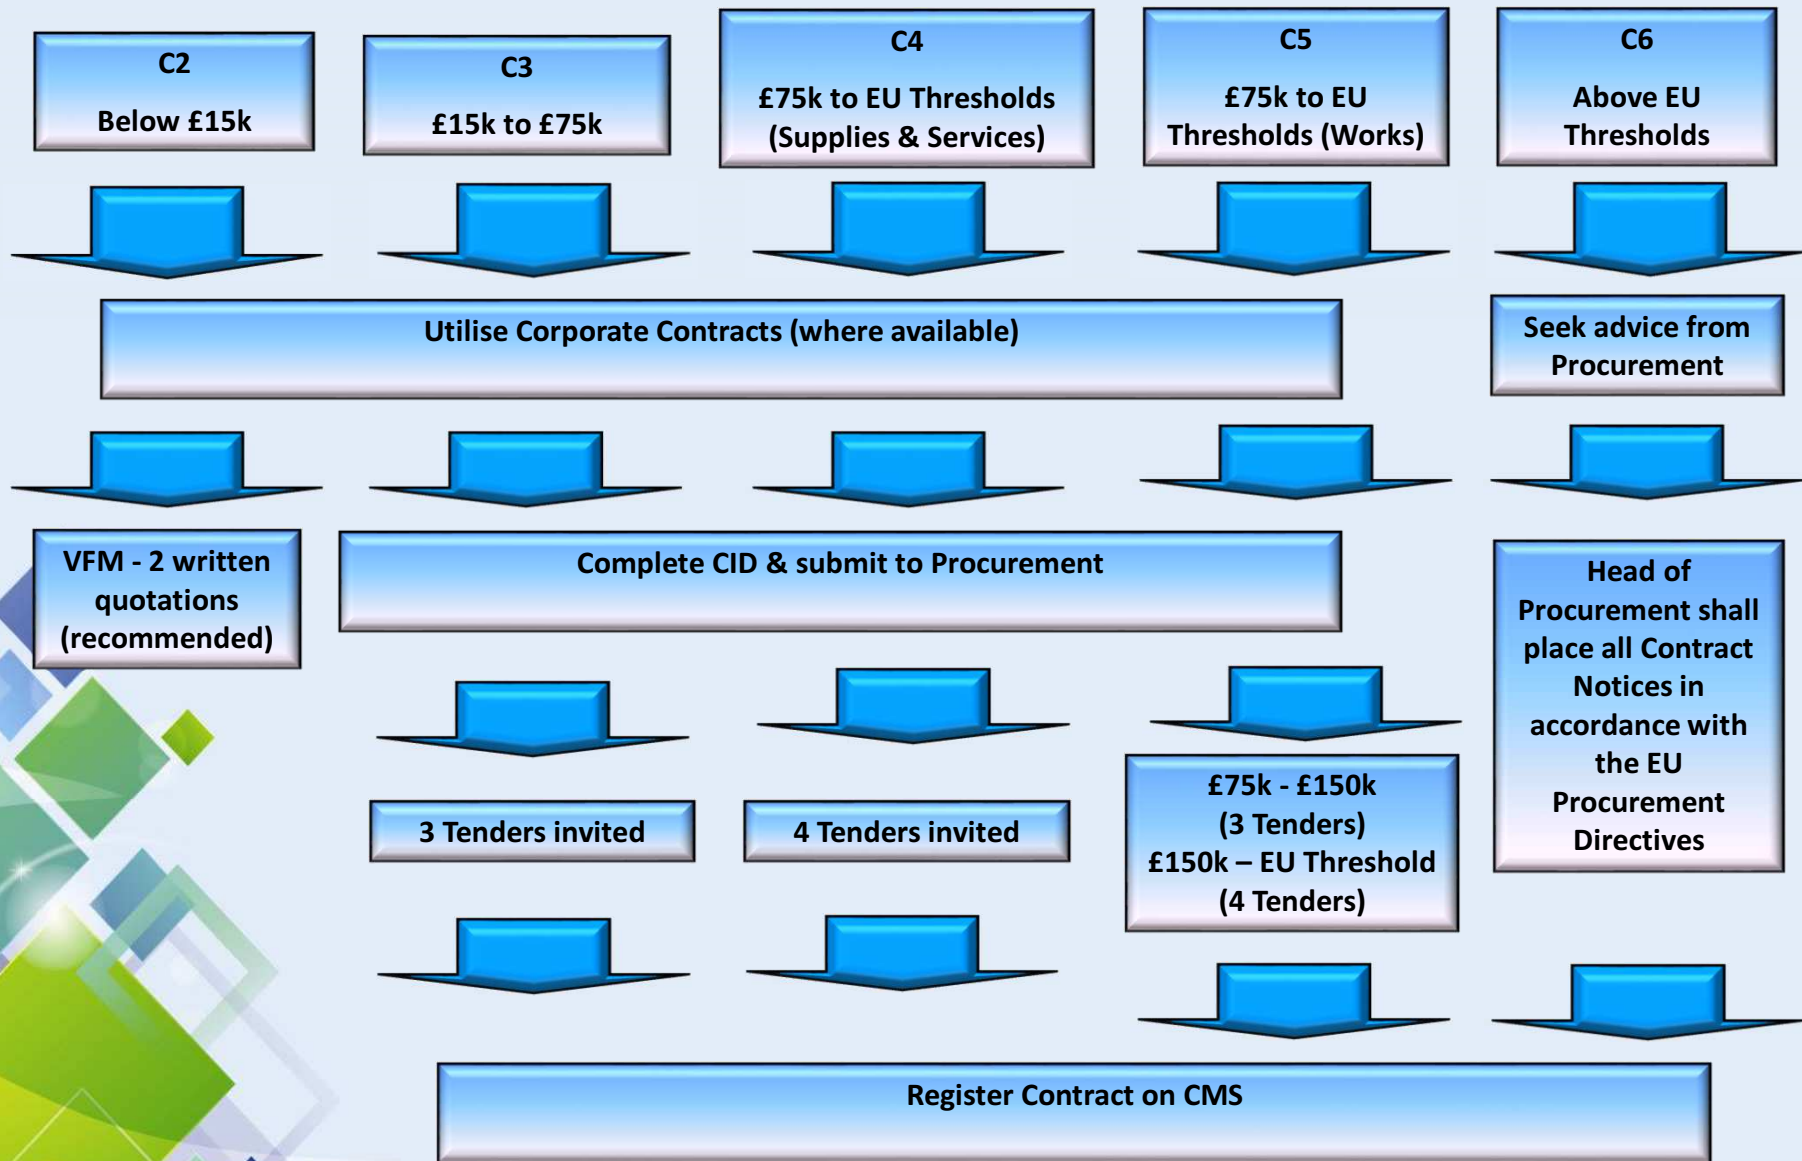 C2
Below £15k
C3
£15k to £75k
C4
£75k to EU Thresholds
(Supplies & Services)
C5
£75k to EU
Thresholds (Works)
C6
Above EU
Thresholds
Utilise Corporate Contracts (where available)
Seek advice from
Procurement
VFM - 2 written
quotations
(recommended)
Complete CID & submit to Procurement
Head of
Procurement shall
place all Contract
Notices in
accordance with
the EU
Procurement
Directives
3 Tenders invited
4 Tenders invited
£75k - £150k
(3 Tenders)
£150k – EU Threshold
(4 Tenders)
Register Contract on CMS